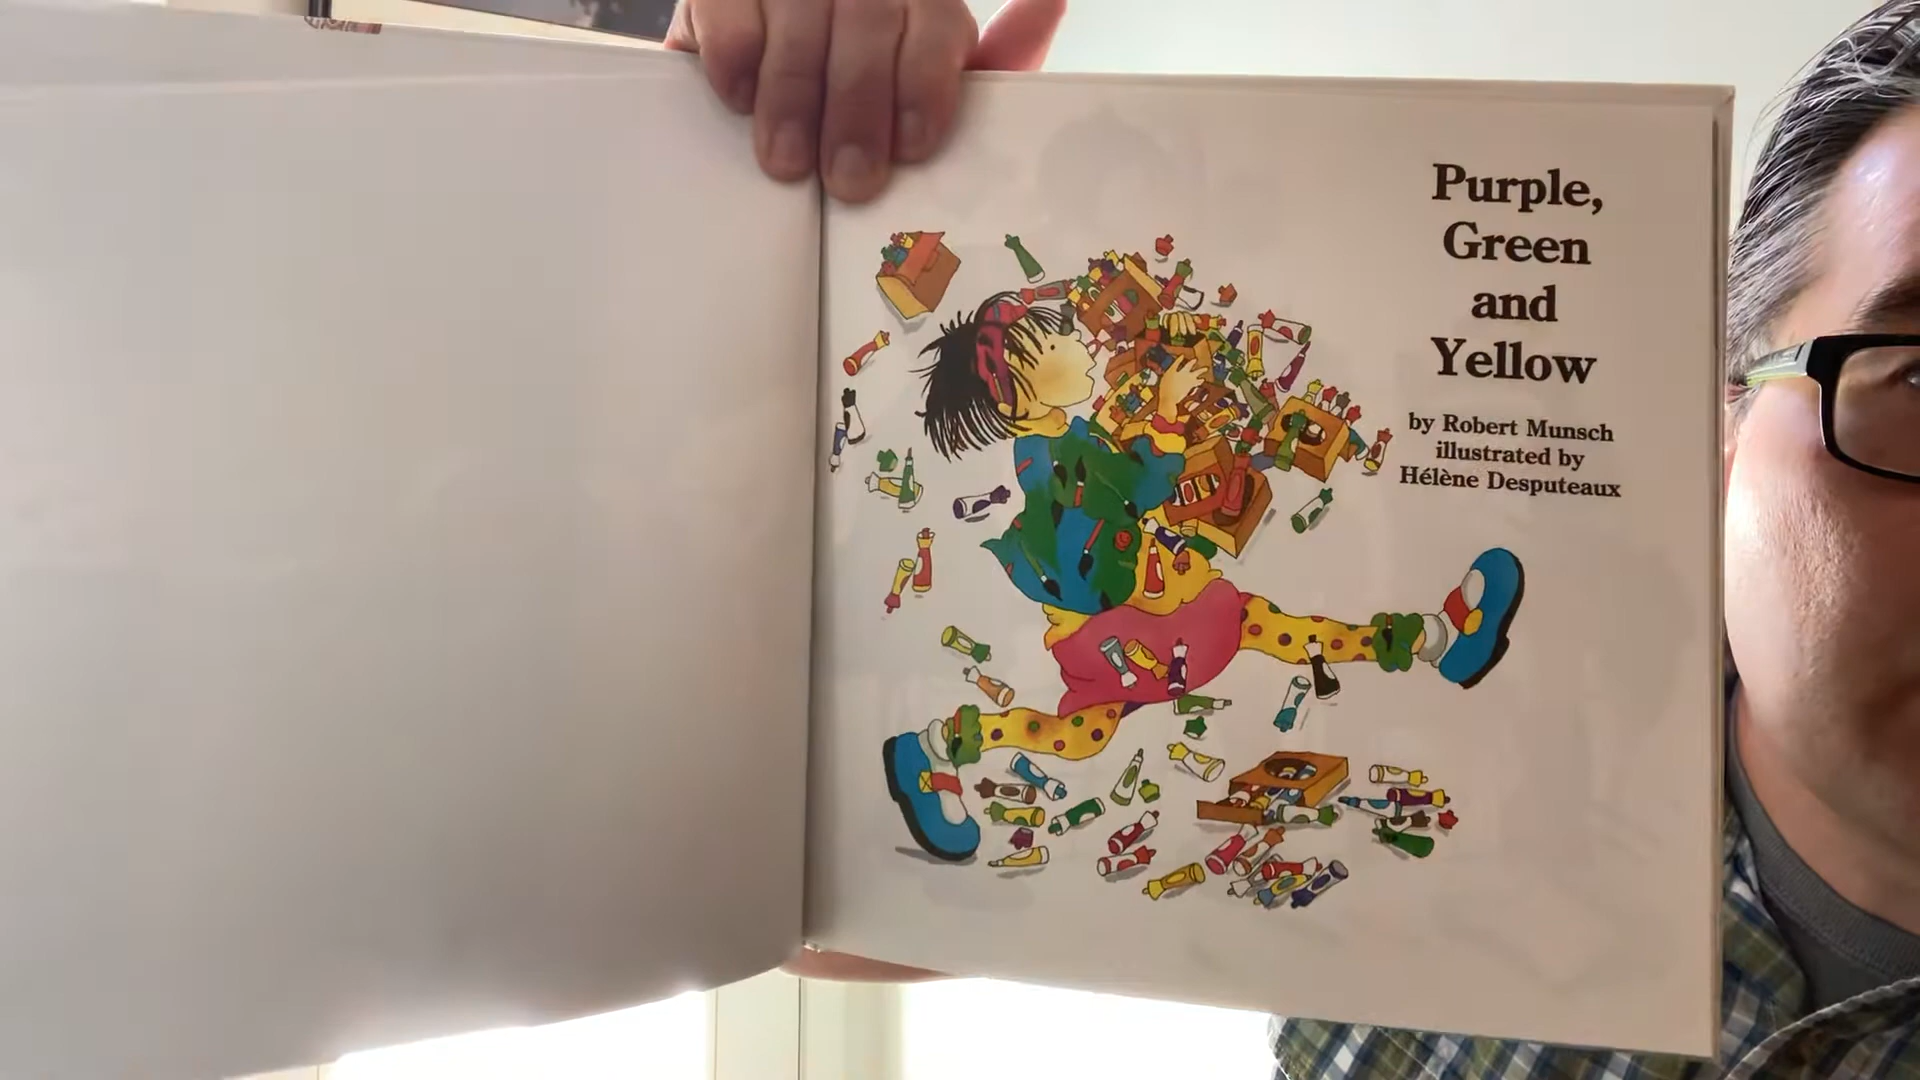 Purple,
Green
and
Yellow
by Robert Munsch
illustrated by
Hélène Desputeaux